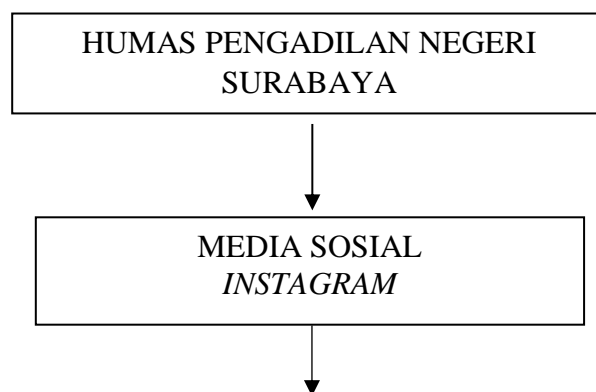 HUMAS PENGADILAN NEGERI
SURABAYA
MEDIA SOSIAL
INSTAGRAM